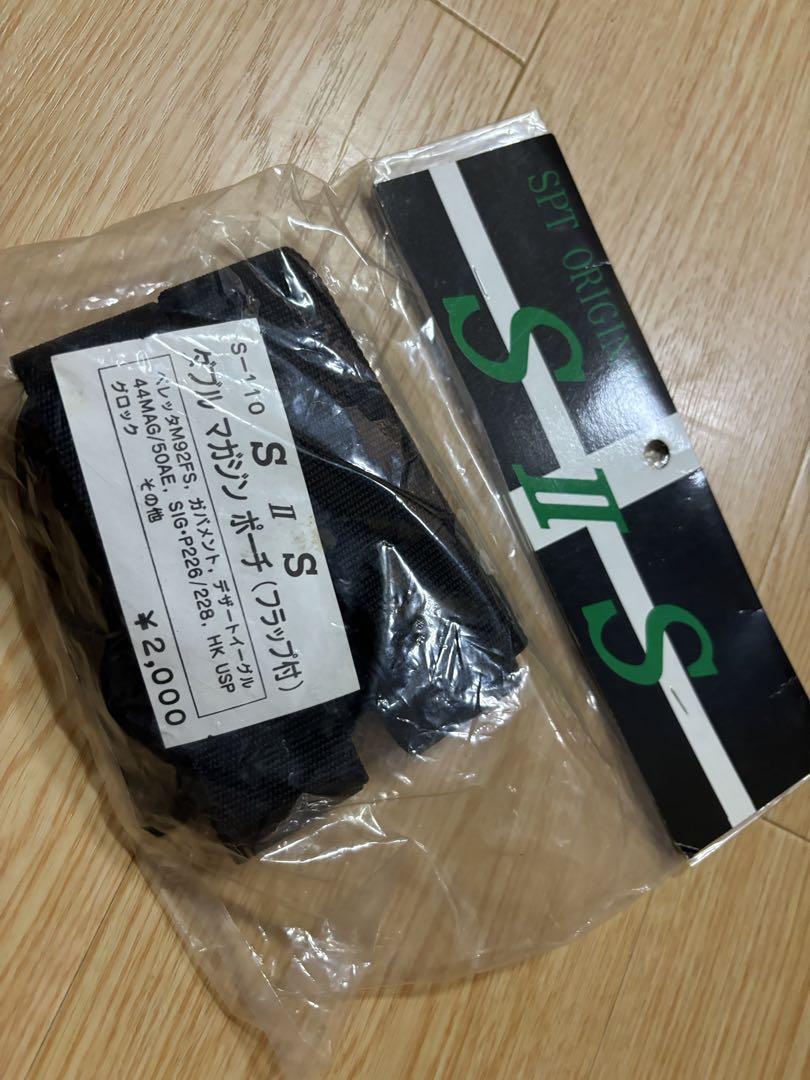 SPT ORIGIN
S II S
S-110
S II S
ダブル マガジン ポーチ (フラップ付)
ベレッタM92FS, ガバメント, デザートイーグル
44MAG/50AE, SIG・P226/228, HK USP
グロック その他
¥2,000